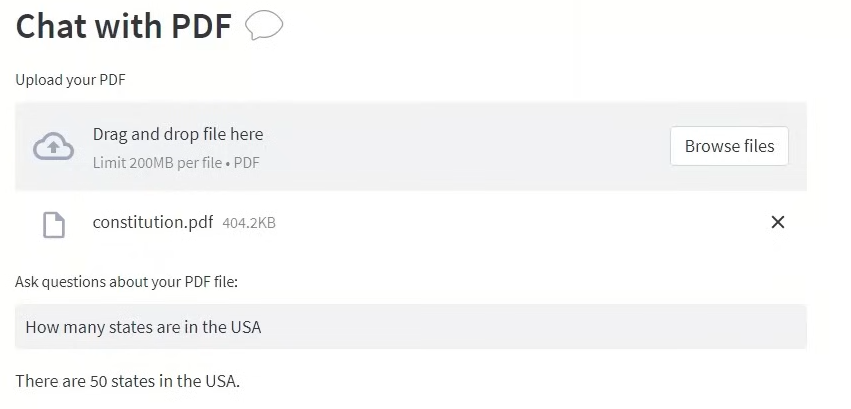 Chat with PDF
Upload your PDF
Drag and drop file here
Limit 200MB per file • PDF
Browse files
constitution.pdf 404.2KB
Ask questions about your PDF file:
How many states are in the USA
There are 50 states in the USA.